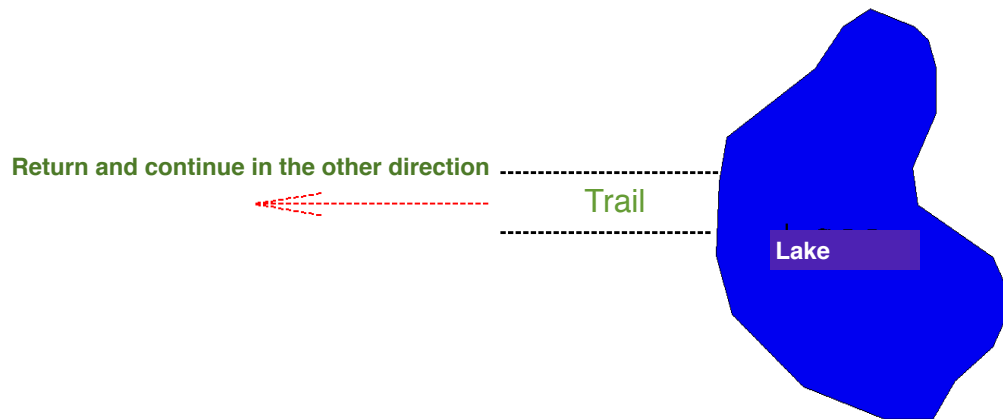 Return and continue in the other direction
Trail
Lake